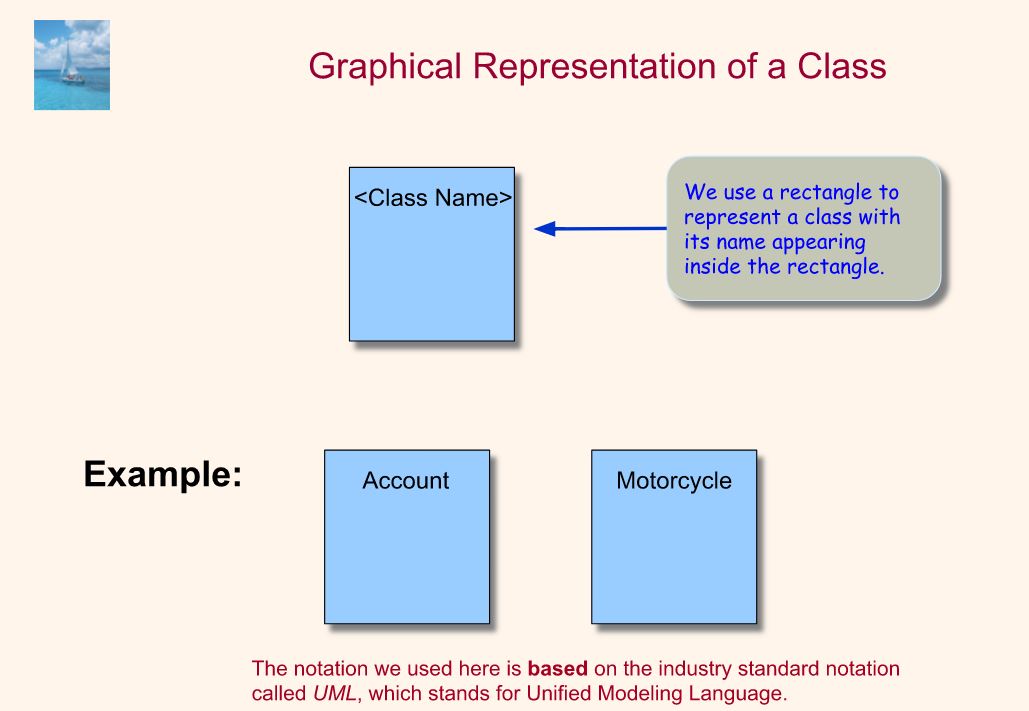 Graphical Representation of a Class
<Class Name>
We use a rectangle to
represent a class with
its name appearing
inside the rectangle.
Example:
Account
Motorcycle
The notation we used here is based on the industry standard notation
called UML, which stands for Unified Modeling Language.